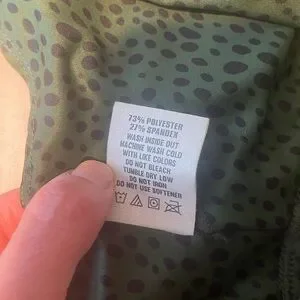 73% POLYESTER
27% SPANDEX
WASH INSIDE OUT
MACHINE WASH COLD
WITH LIKE COLORS
DO NOT BLEACH
TUMBLE DRY LOW
DO NOT IRON
DO NOT USE SOFTENER